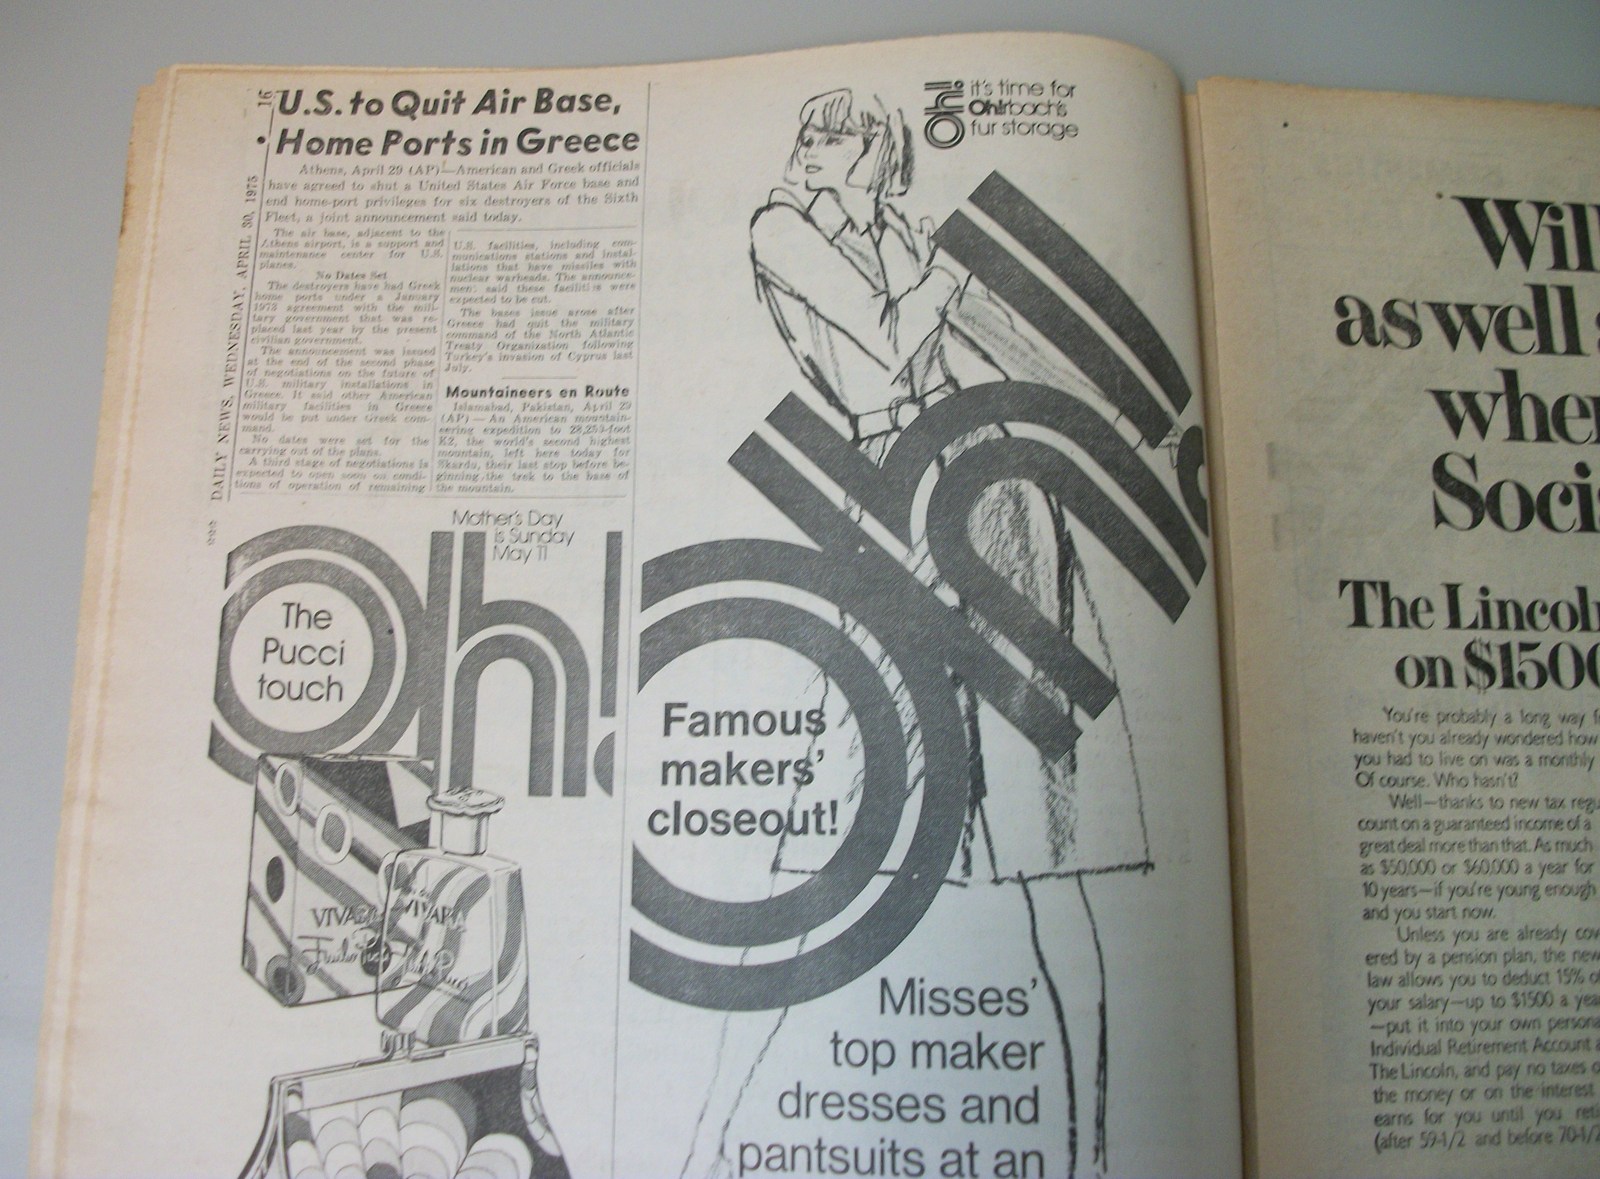 16
DAILY NEWS, WEDNESDAY, APRIL 30, 1975
U.S. to Quit Air Base,
Home Ports in Greece
Athens, April 29 (AP)—American and Greek officials
have agreed to shut a United States Air Force base and
end home-port privileges for six destroyers of the Sixth
Fleet, a joint announcement said today.
The air base, adjacent to the
Athens airport, is a support and
maintenance center for U.S.
planes.
No Dates Set
The destroyers have had Greek
home ports under a January
1973 agreement with the mili-
tary government that was re-
placed last year by the present
civilian government.
The announcement was issued
at the end of the second phase
of negotiations on the future of
U.S. military installations in
Greece. It said other American
military facilities in Greece
would be put under Greek com-
mand.
No dates were set for the
carrying out of the plans.
A third stage of negotiations is
expected to open soon on condi-
tions of operation of remaining
U.S. facilities, including com-
munications stations and instal-
lations that have missiles with
nuclear warheads. The announce-
ment said these facilities were
expected to be cut.
The bases issue arose after
Greece had quit the military
command of the North Atlantic
Treaty Organization following
Turkey's invasion of Cyprus last
July.
Mountaineers en Route
Islamabad, Pakistan, April 29
(AP) — An American mountain-
eering expedition to 28,253-foot
K2, the world's second highest
mountain, left here today for
Skardu, their last stop before be-
ginning the trek to the base of
the mountain.
Mother's Day
is Sunday
May 11
Oh!
The
Pucci
touch
VIVARA
VIVARA
Emilio Pucci
Oh!
it's time for
Oh!rbach's
fur storage
Oh!
Famous
makers'
closeout!
Misses'
top maker
dresses and
pantsuits at an
Will
as well
when
Soci
The Lincoln
on $1500
You're probably a long way
haven't you already wondered how
you had to live on was a monthly
Of course. Who hasn't?
Well—thanks to new tax regu
count on a guaranteed income of a
great deal more than that. As much
as $50,000 or $60,000 a year for
10 years—if you're young enough
and you start now.
Unless you are already cov
ered by a pension plan, the new
law allows you to deduct 15% of
your salary—up to $1500 a year
—put it into your own personal
Individual Retirement Account
The Lincoln, and pay no taxes
the money or on the interest
earns for you until you reti
(after 59-1/2 and before 70-1/2